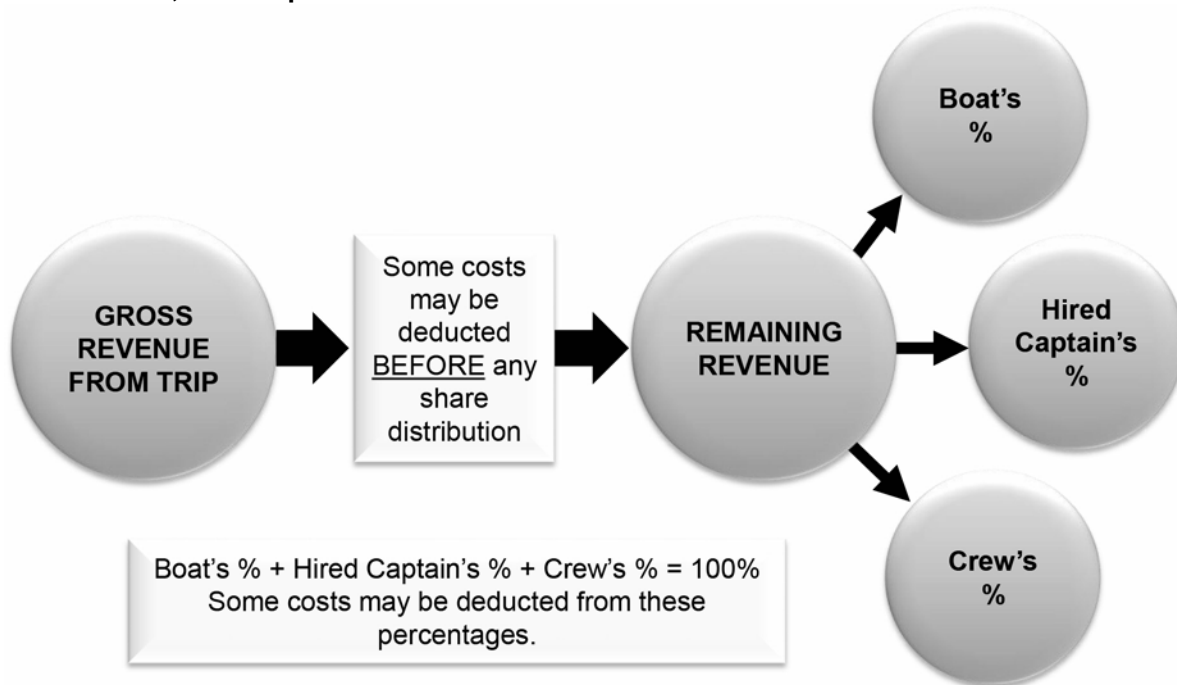 GROSS
REVENUE
FROM TRIP
Some costs
may be
deducted
BEFORE any
share
distribution
REMAINING
REVENUE
Boat's
%
Hired
Captain's
%
Crew's
%
Boat's % + Hired Captain's % + Crew's % = 100%
Some costs may be deducted from these
percentages.